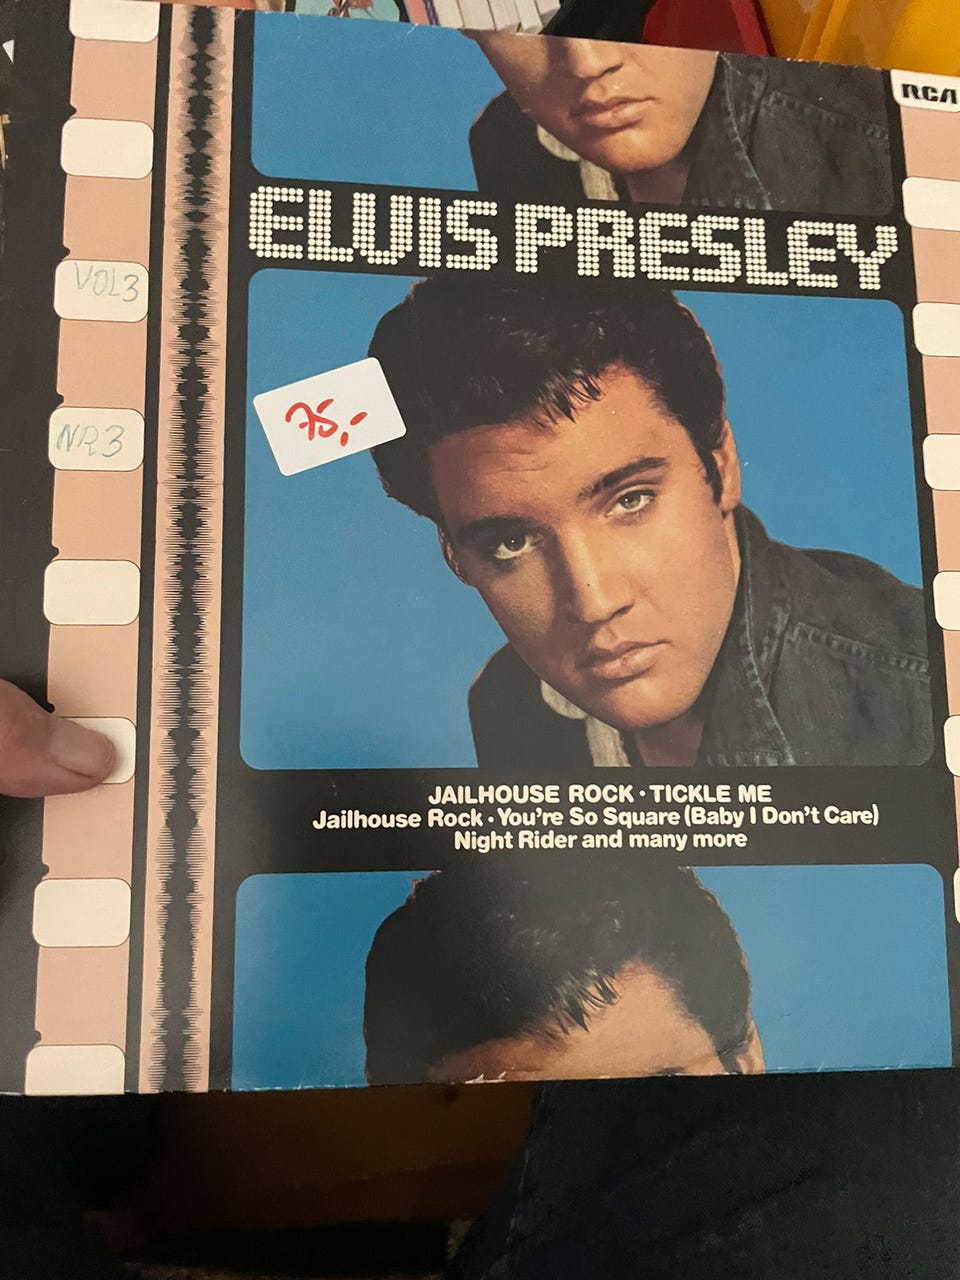 RCA
ELVIS PRESLEY
VOL3
75,-
NR3
JAILHOUSE ROCK · TICKLE ME
Jailhouse Rock · You're So Square (Baby I Don't Care)
Night Rider and many more